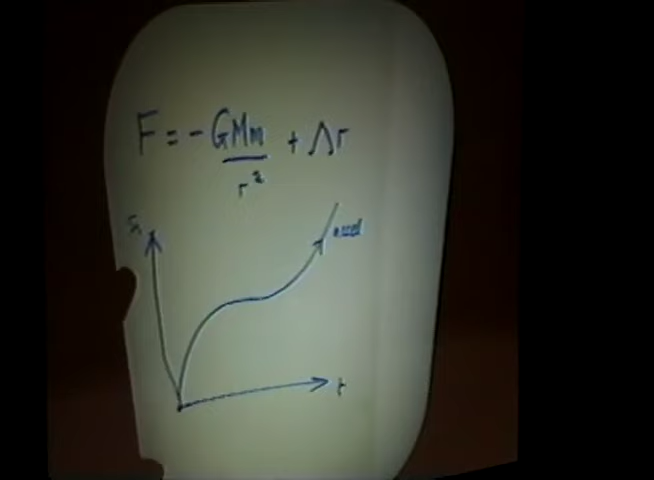 F = - GMm/r² + Λr
accel
t